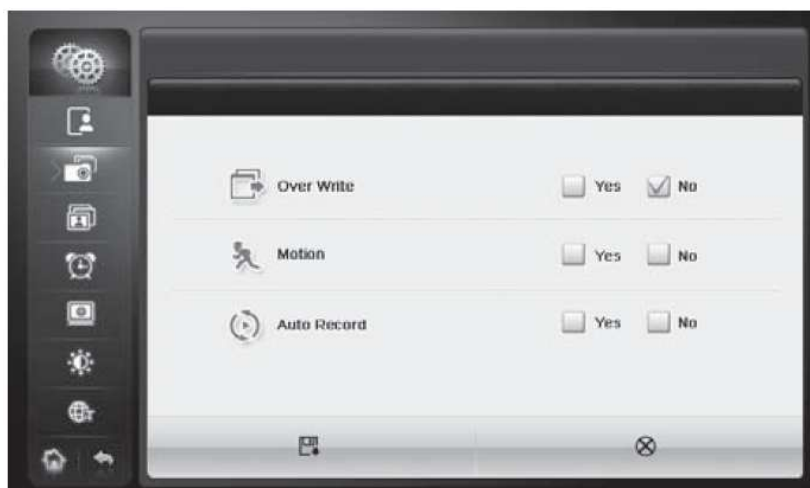 Over Write Yes No
Motion Yes No
Auto Record Yes No